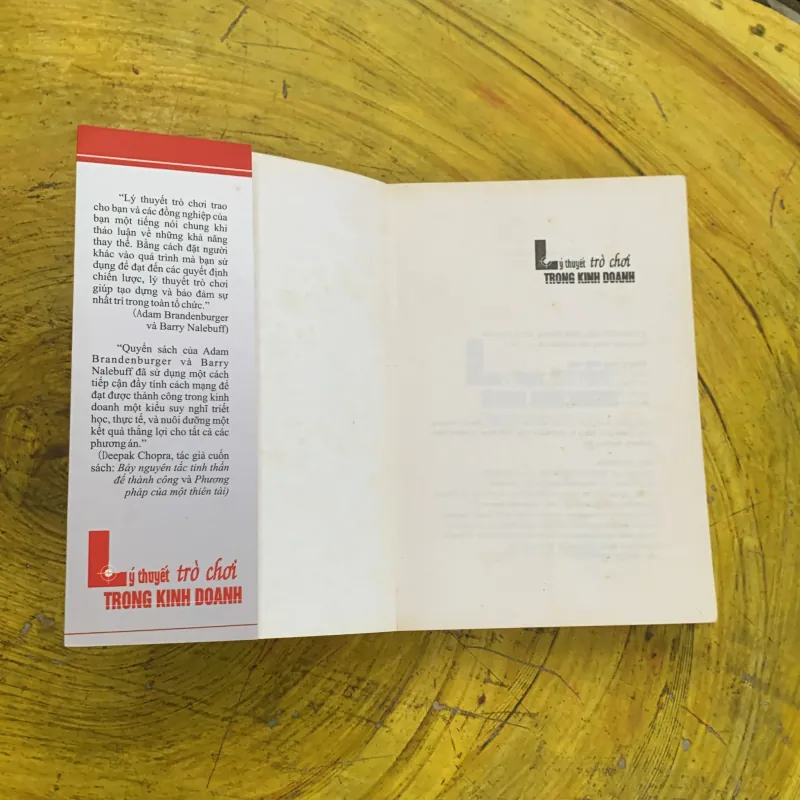 “Lý thuyết trò chơi trao
cho bạn và các đồng nghiệp của
bạn một tiếng nói chung khi
thảo luận về những khả năng
thay thế. Bằng cách đặt người
khác vào quá trình mà bạn sử
dụng để đạt đến các quyết định
chiến lược, lý thuyết trò chơi
giúp tạo dựng và bảo đảm sự
nhất trí trong toàn tổ chức.”
(Adam Brandenburger
và Barry Nalebuff)
“Quyển sách của Adam
Brandenburger và Barry
Nalebuff đã sử dụng một cách
tiếp cận đầy tính cách mạng để
đạt được thành công trong kinh
doanh một kiểu suy nghĩ triết
học, thực tế, và nuôi dưỡng một
kết quả thắng lợi cho tất cả các
phương án.”
(Deepak Chopra, tác giả cuốn
sách: Bảy nguyên tắc tinh thần
để thành công và Phương
pháp của một thiên tài)
Lý thuyết trò chơi
TRONG KINH DOANH
Lý thuyết trò chơi
TRONG KINH DOANH